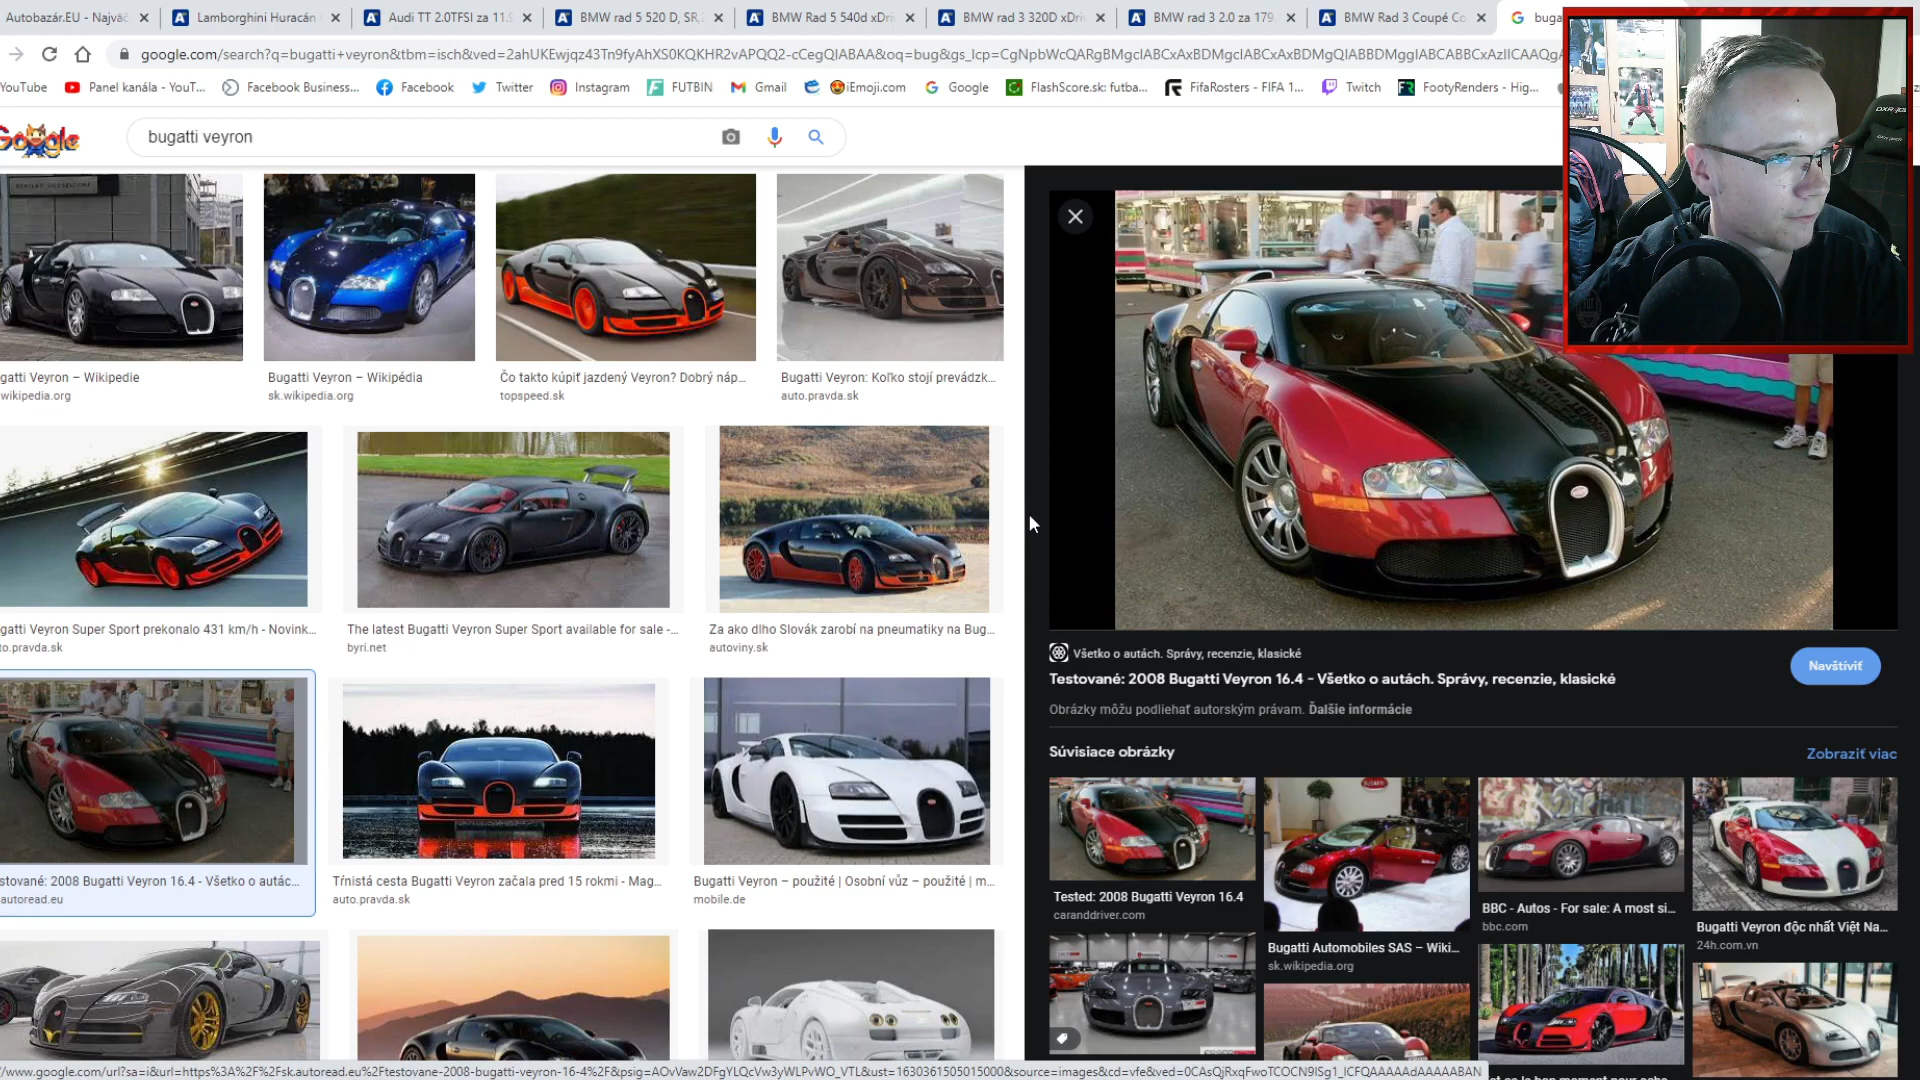 Autobazár.EU - Najväč
Lamborghini Huracán
Audi TT 2.0TFSI za 11.9
BMW rad 5 520 D, SR,
BMW Rad 5 540d xDri
BMW rad 3 320D xDri
BMW rad 3 2.0 za 179
BMW Rad 3 Coupé Co
buga
google.com/search?q=bugatti+veyron&tbm=isch&ved=2ahUKEwjqz43Tn9fyAhXS0KQKHR2vAPQQ2-cCegQIABAA&oq=bug&gs_lcp=CgNpbWcQARgBMgcIABCxAxBDMgcIABCxAxBDMgQIABBDMggIABCABBCxAzIICAAQgA
YouTube
Panel kanála - YouT...
Facebook Business...
Facebook
Twitter
Instagram
FUTBIN
Gmail
iEmoji.com
Google
FlashScore.sk: futba...
FifaRosters - FIFA 1...
Twitch
FootyRenders - Hig...
Google
bugatti veyron
gatti Veyron – Wikipedie
wikipedia.org
Bugatti Veyron – Wikipédia
sk.wikipedia.org
Čo takto kúpiť jazdený Veyron? Dobrý náp...
topspeed.sk
Bugatti Veyron: Koľko stojí prevádzk...
auto.pravda.sk
gatti Veyron Super Sport prekonalo 431 km/h - Novink...
to.pravda.sk
The latest Bugatti Veyron Super Sport available for sale -...
byri.net
Za ako dlho Slovák zarobí na pneumatiky na Bug...
autoviny.sk
stované: 2008 Bugatti Veyron 16.4 - Všetko o autác...
autoread.eu
Tŕnistá cesta Bugatti Veyron začala pred 15 rokmi - Mag...
auto.pravda.sk
Bugatti Veyron – použité | Osobní vůz – použité | m...
mobile.de
Všetko o autách. Správy, recenzie, klasické
Navštíviť
Testované: 2008 Bugatti Veyron 16.4 - Všetko o autách. Správy, recenzie, klasické
Obrázky môžu podliehať autorským právam. Ďalšie informácie
Súvisiace obrázky
Zobraziť viac
Tested: 2008 Bugatti Veyron 16.4
caranddriver.com
Bugatti Automobiles SAS – Wiki...
sk.wikipedia.org
BBC - Autos - For sale: A most si...
bbc.com
Bugatti Veyron độc nhất Việt Na...
24h.com.vn
//www.google.com/url?sa=i&url=https%3A%2F%2Fsk.autoread.eu%2Ftestovane-2008-bugatti-veyron-16-4%2F&psig=AOvVaw2DFgYLQcVw3yWLPvWO_VTL&ust=1630361505015000&source=images&cd=vfe&ved=0CAsQjRxqFwoTCOCN9ISg1_ICFQAAAAAdAAAAABAN